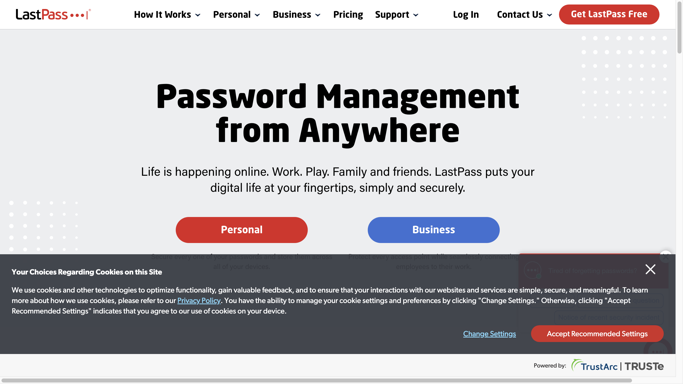 LastPass
How It Works Personal Business Pricing Support Log In Contact Us Get LastPass Free
Password Management
from Anywhere
Life is happening online. Work. Play. Family and friends. LastPass puts your
digital life at your fingertips, simply and securely.
Personal Business
Your Choices Regarding Cookies on this Site
We use cookies and other technologies to optimize functionality, gain valuable feedback, and to ensure that your interactions with our websites and services are simple, secure, and meaningful. To learn
more about how we use cookies, please refer to our Privacy Policy. You have the ability to manage your cookie settings and preferences by clicking "Change Settings." Otherwise, clicking "Accept
Recommended Settings" indicates that you agree to our use of cookies on your device.
Change Settings Accept Recommended Settings
Powered by: TrustArc | TRUSTe